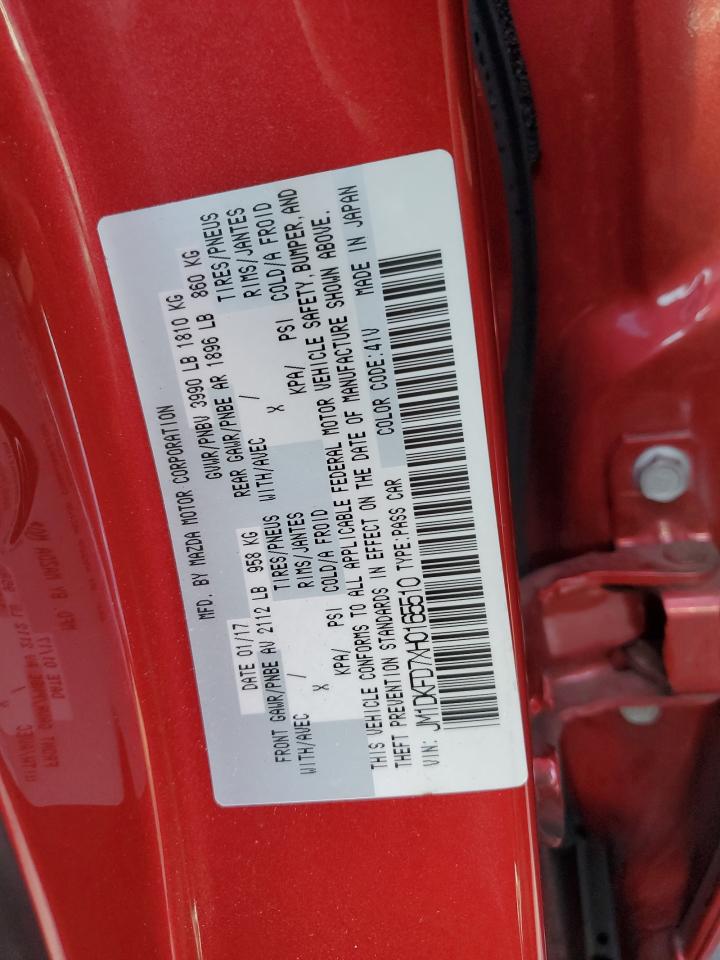 MFD. BY MAZDA MOTOR CORPORATION
DATE 01/17 GVWR/PNBV 3990 LB 1810 KG
FRONT GAWR/PNBE AV 2112 LB 958 KG REAR GAWR/PNBE AR 1896 LB 860 KG
WITH/AVEC / TIRES/PNEUS WITH/AVEC / TIRES/PNEUS
X RIMS/JANTES X RIMS/JANTES
KPA/ PSI COLD/A FROID KPA/ PSI COLD/A FROID
THIS VEHICLE CONFORMS TO ALL APPLICABLE FEDERAL MOTOR VEHICLE SAFETY, BUMPER, AND
THEFT PREVENTION STANDARDS IN EFFECT ON THE DATE OF MANUFACTURE SHOWN ABOVE.
VIN: JM1DKFD7XH0165510 TYPE:PASS CAR COLOR CODE:41V MADE IN JAPAN